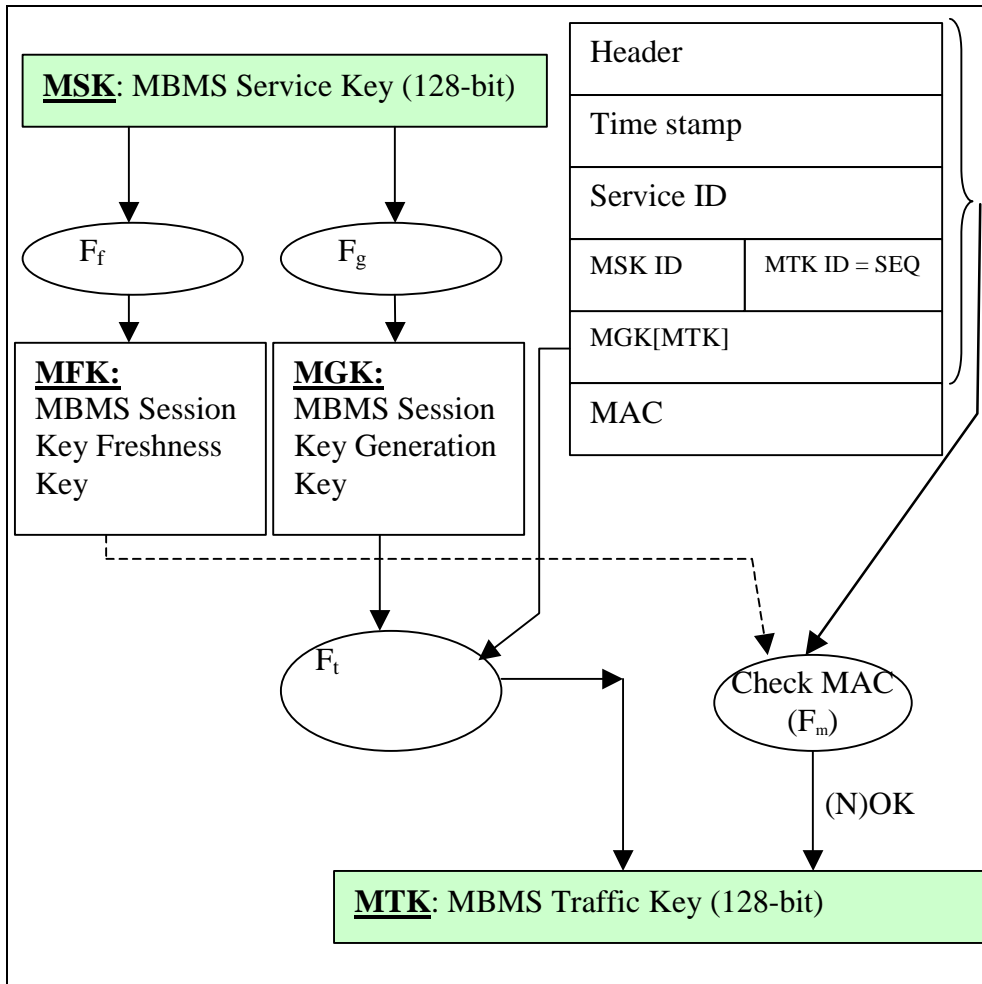 MSK: MBMS Service Key (128-bit)
Header
Time stamp
Service ID
MSK ID
MTK ID = SEQ
MGK[MTK]
MAC
Ff
Fg
MFK:
MBMS Session
Key Freshness
Key
MGK:
MBMS Session
Key Generation
Key
Ft
Check MAC
(Fm)
(N)OK
MTK: MBMS Traffic Key (128-bit)